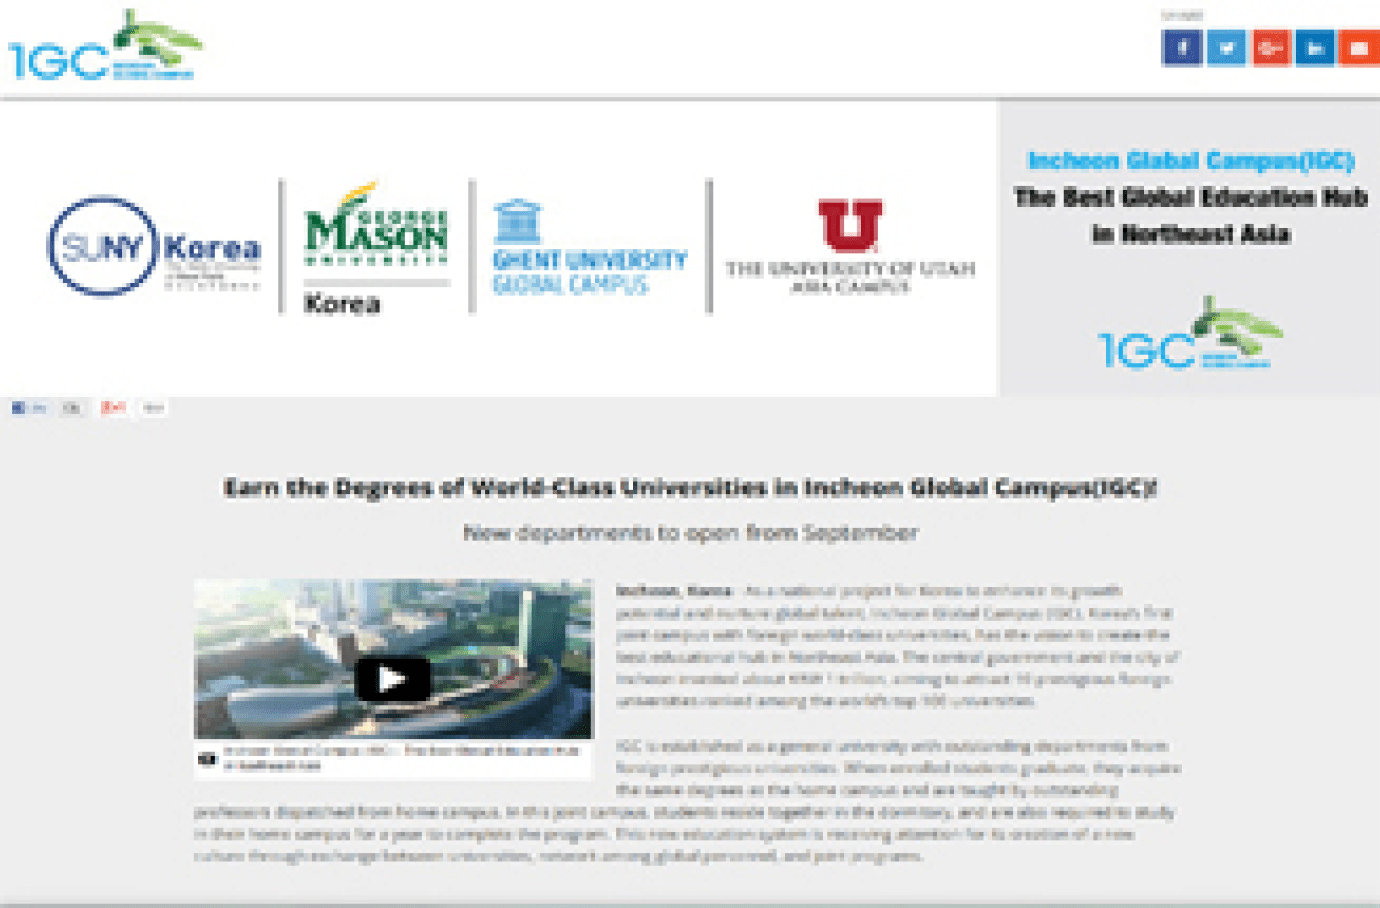 IGC
Incheon Global Campus(IGC)
The Best Global Education Hub
in Northeast Asia
SUNY Korea
GEORGE
MASON
UNIVERSITY
Korea
GHENT UNIVERSITY
GLOBAL CAMPUS
THE UNIVERSITY OF UTAH
ASIA CAMPUS
IGC
Earn the Degrees of World-Class Universities in Incheon Global Campus(IGC)!
New departments to open from September
Incheon, Korea - As a national project for Korea to enhance its growth
potential and nurture global talent, Incheon Global Campus (IGC), Korea's first
joint campus with foreign world-class universities, has the vision to create the
best educational hub in Northeast Asia. The central government and the city of
Incheon invested about KRW 1 trillion, aiming to attract 10 prestigious foreign
universities ranked among the world's top 100 universities.
IGC is established as a general university with outstanding departments from
foreign prestigious universities. When enrolled students graduate, they acquire
the same degrees as the home campus and are taught by outstanding
professors dispatched from home campus. In this joint campus, students reside together in the dormitory, and are also required to study
in their home campus for a year to complete the program. This new education system is receiving attention for its creation of a new
culture through exchange between universities, network among global personnel, and joint programs.